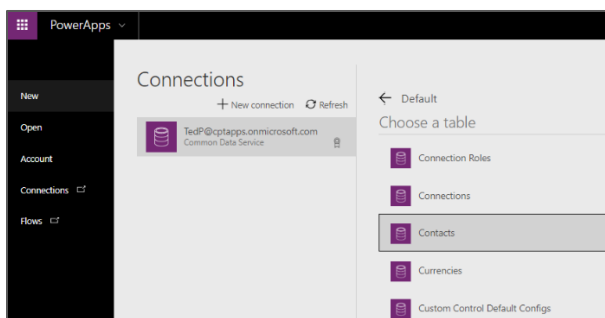 PowerApps
New
Open
Account
Connections
Flows
Connections
New connection Refresh
TedP@cptapps.onmicrosoft.com
Common Data Service
Default
Choose a table
Connection Roles
Connections
Contacts
Currencies
Custom Control Default Configs